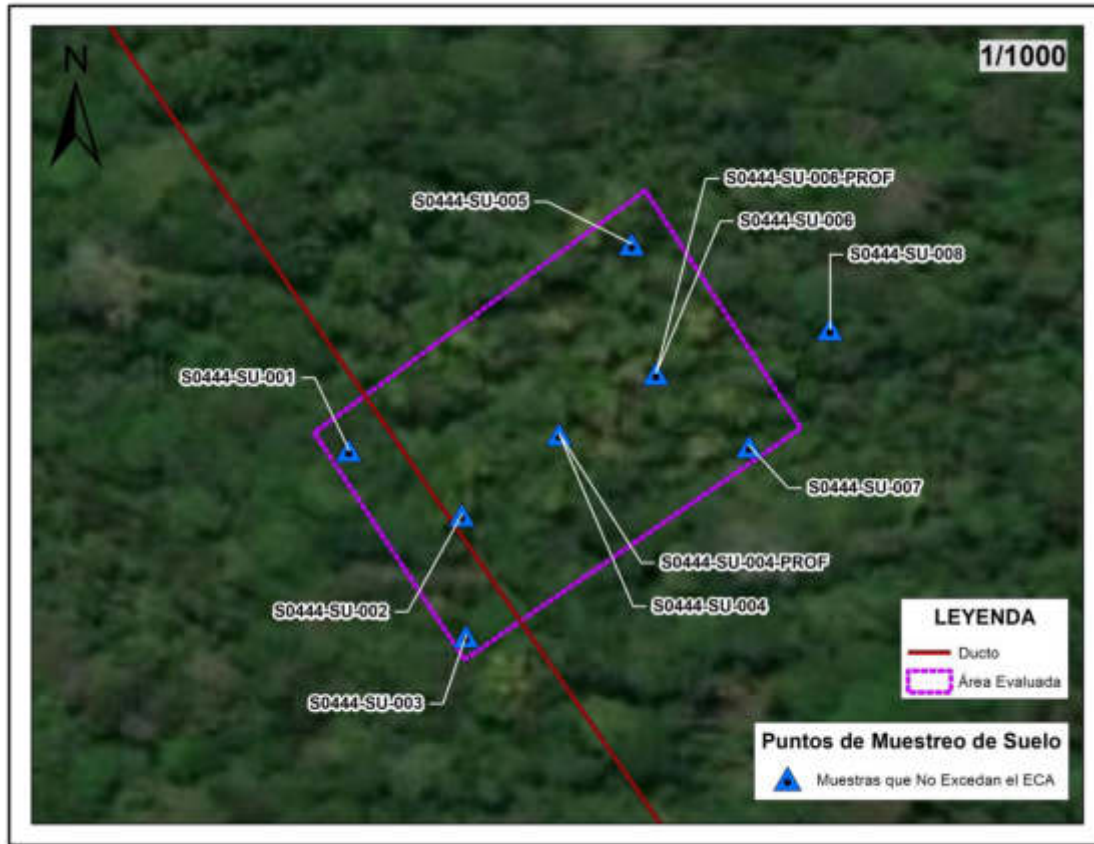 N
1/1000
S0444-SU-006-PROF
S0444-SU-005
S0444-SU-006
S0444-SU-008
S0444-SU-001
S0444-SU-007
S0444-SU-004-PROF
S0444-SU-002
S0444-SU-004
S0444-SU-003
LEYENDA
Ducto
Área Evaluada
Puntos de Muestreo de Suelo
Muestras que No Excedan el ECA